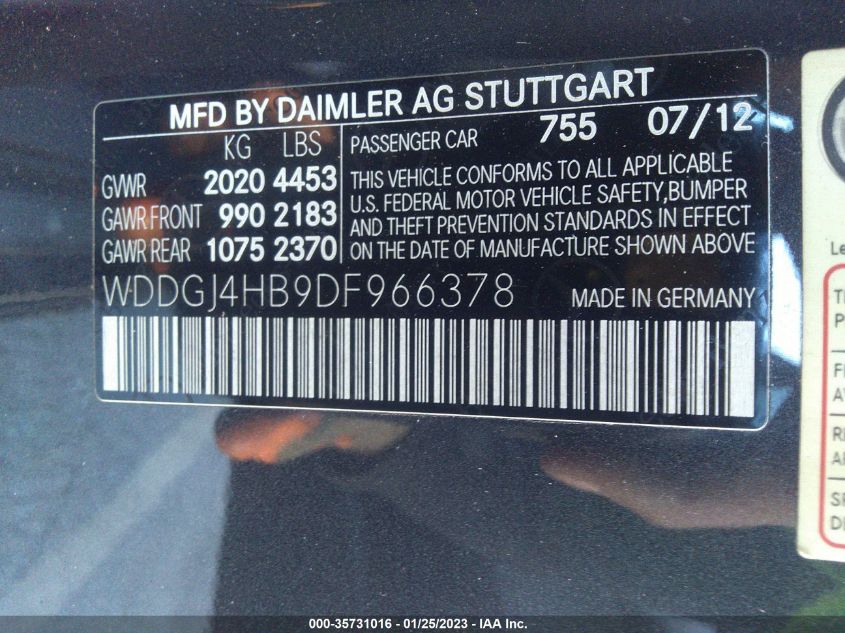 MFD BY DAIMLER AG STUTTGART
KG LBS
GVWR 2020 4453
GAWR FRONT 990 2183
GAWR REAR 1075 2370
PASSENGER CAR 755 07/12
THIS VEHICLE CONFORMS TO ALL APPLICABLE
U.S. FEDERAL MOTOR VEHICLE SAFETY, BUMPER
AND THEFT PREVENTION STANDARDS IN EFFECT
ON THE DATE OF MANUFACTURE SHOWN ABOVE
WDDGJ4HB9DF966378 MADE IN GERMANY
000-35731016 - 01/25/2023 - IAA Inc.